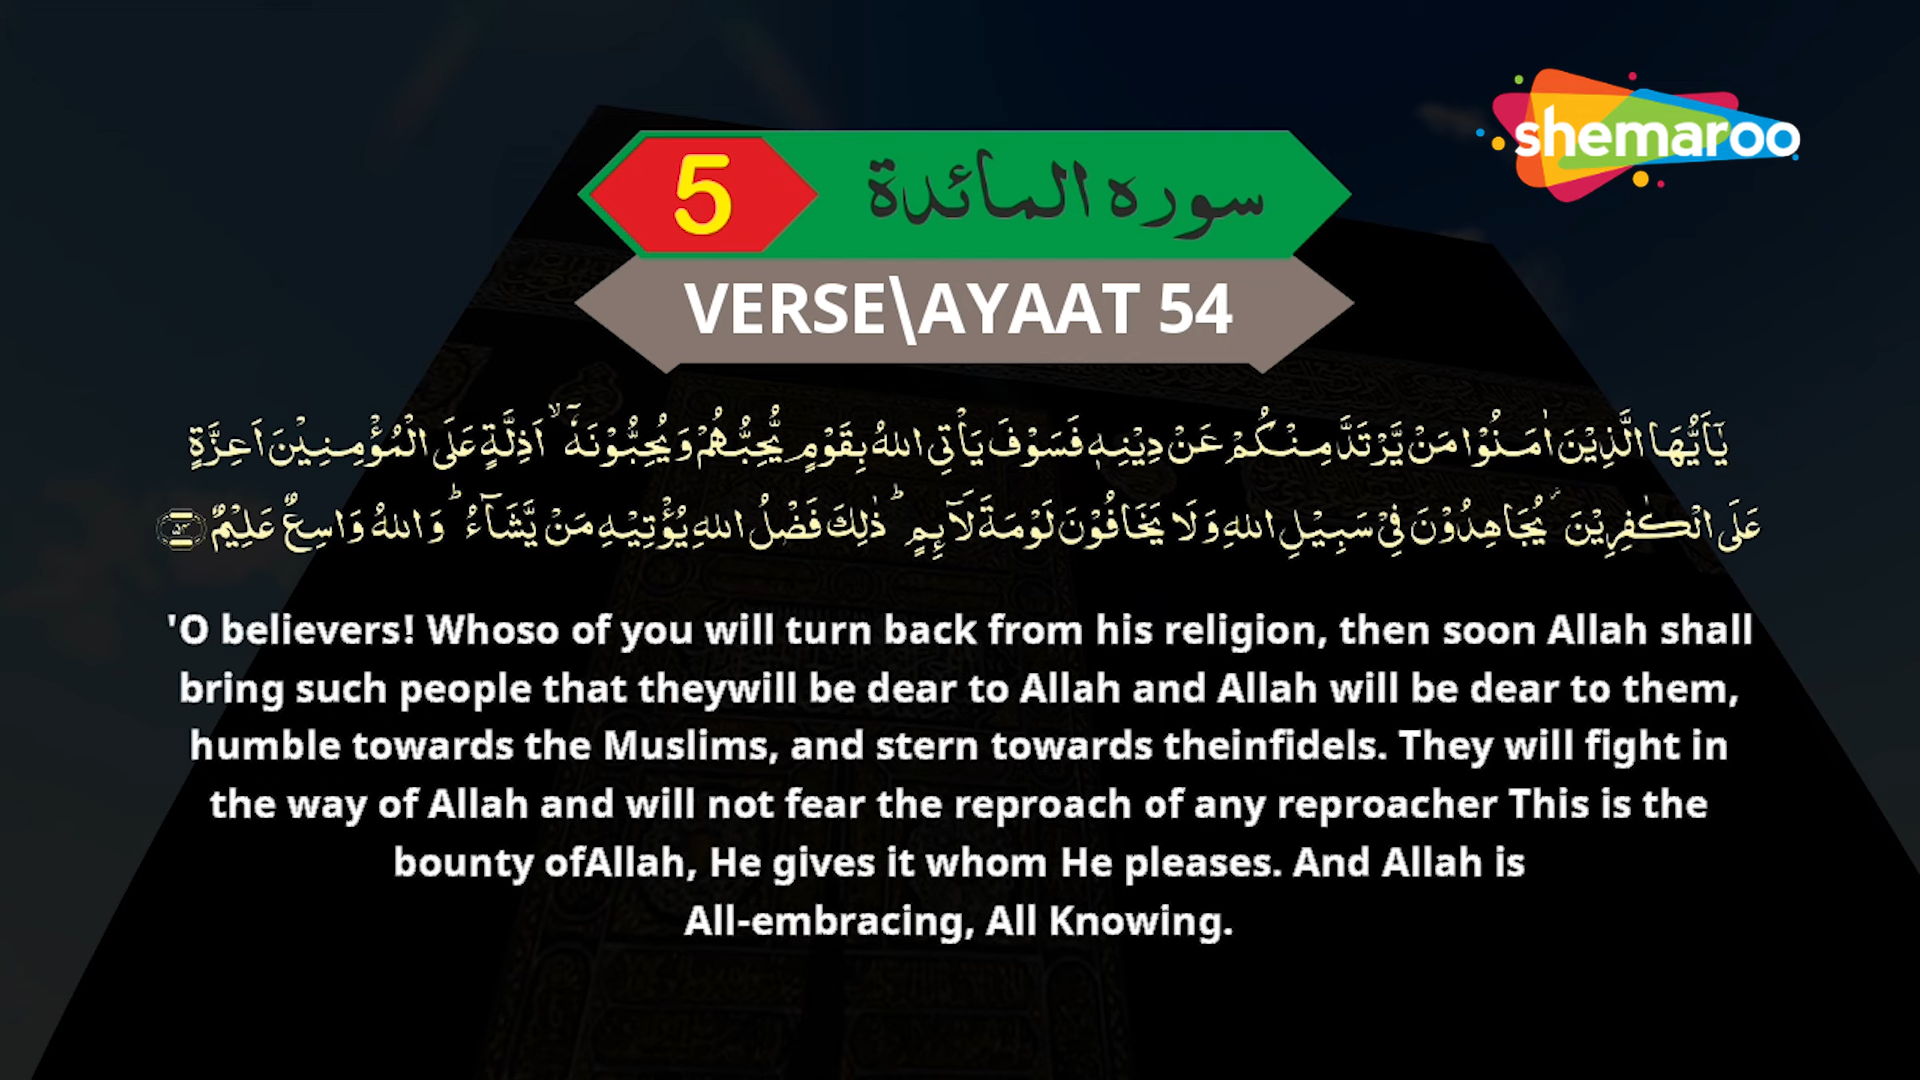 shemaroo
5 سوره المائدة
VERSE\AYAAT 54
يٰٓاَيُّهَا الَّذِيْنَ اٰمَنُوْا مَنْ يَّرْتَدَّ مِنْكُمْ عَنْ دِيْنِهٖ فَسَوْفَ يَاْتِي اللهُ بِقَوْمٍ يُّحِبُّهُمْ وَيُحِبُّوْنَهٗٓ ۙ اَذِلَّةٍ عَلَى الْمُؤْمِنِيْنَ اَعِزَّةٍ
عَلَى الْكٰفِرِيْنَ ۫ يُجَاهِدُوْنَ فِيْ سَبِيْلِ اللهِ وَلَا يَخَافُوْنَ لَوْمَةَ لَآئِمٍ ؕ ذٰلِكَ فَضْلُ اللهِ يُؤْتِيْهِ مَنْ يَّشَآءُ ؕ وَاللهُ وَاسِعٌ عَلِيْمٌ ۝۵۴
'O believers! Whoso of you will turn back from his religion, then soon Allah shall
bring such people that theywill be dear to Allah and Allah will be dear to them,
humble towards the Muslims, and stern towards theinfidels. They will fight in
the way of Allah and will not fear the reproach of any reproacher This is the
bounty ofAllah, He gives it whom He pleases. And Allah is
All-embracing, All Knowing.